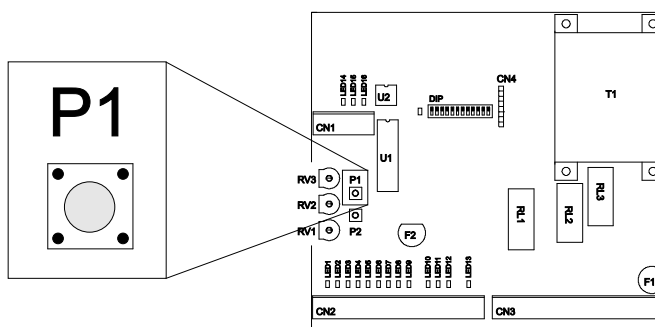 P1
LED14
LED15
LED16
U2
DIP
CN4
T1
CN1
U1
RV3
P1
RV2
RV1
P2
F2
RL1
RL2
RL3
F1
LED1
LED2
LED3
LED4
LED5
LED6
LED7
LED8
LED9
LED10
LED11
LED12
LED13
CN2
CN3